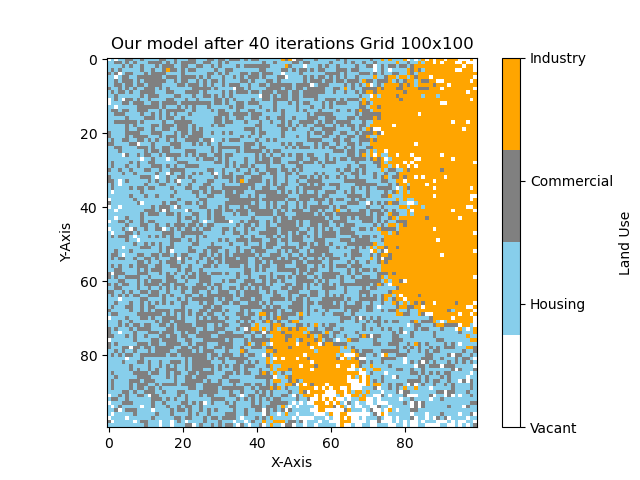 Our model after 40 iterations Grid 100x100
0
20
40
60
80
Y-Axis
0 20 40 60 80
X-Axis
Industry
Commercial
Housing
Vacant
Land Use